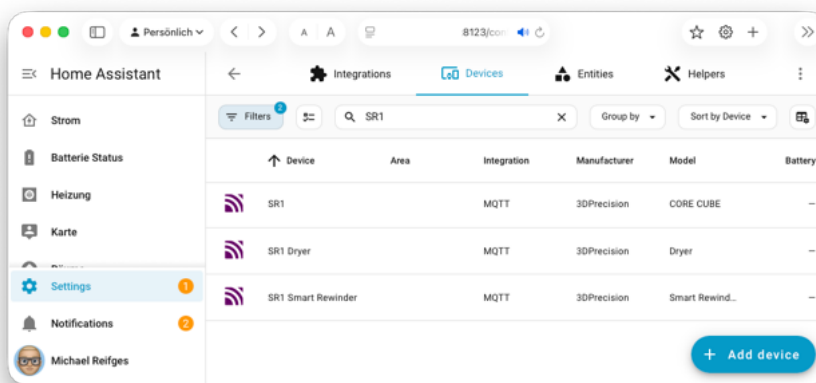 Persönlich
A A
8123/con
Home Assistant
Integrations
Devices
Entities
Helpers
Strom
Batterie Status
Heizung
Karte
Settings 1
Notifications 2
Michael Reifges
Filters 2
SR1
Group by
Sort by Device
Device Area Integration Manufacturer Model Battery
SR1 MQTT 3DPrecision CORE CUBE –
SR1 Dryer MQTT 3DPrecision Dryer –
SR1 Smart Rewinder MQTT 3DPrecision Smart Rewind... –
+ Add device